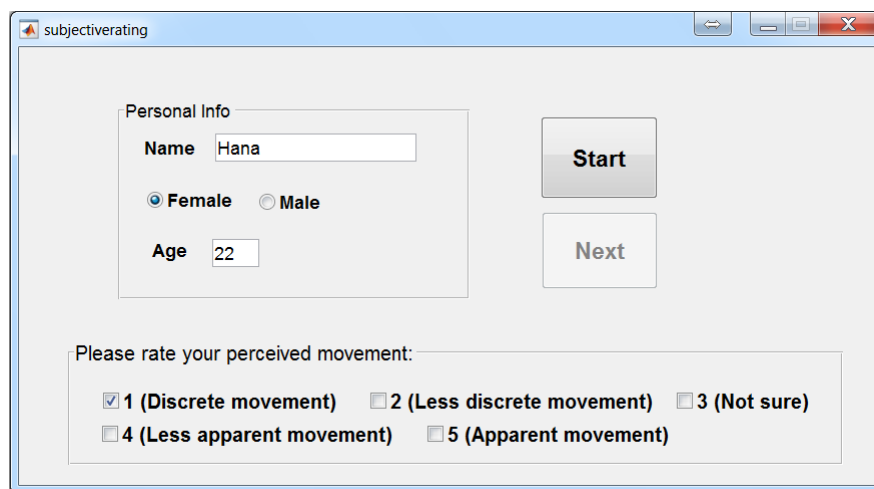 subjectiverating
Personal Info
Name Hana
Start
Female Male
Age 22
Next
Please rate your perceived movement:
1 (Discrete movement) 2 (Less discrete movement) 3 (Not sure)
4 (Less apparent movement) 5 (Apparent movement)